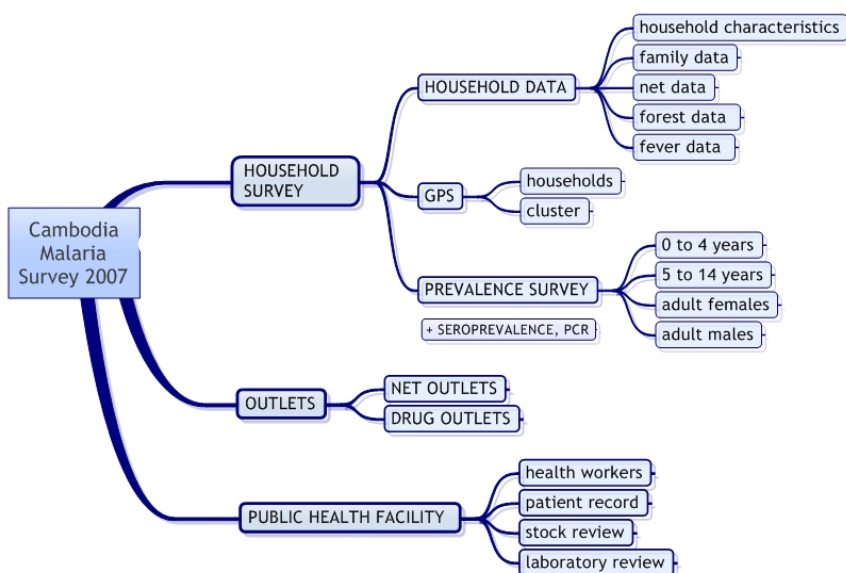 Cambodia
Malaria
Survey 2007
HOUSEHOLD
SURVEY
HOUSEHOLD DATA
household characteristics
family data
net data
forest data
fever data
GPS
households
cluster
PREVALENCE SURVEY
+ SEROPREVALENCE, PCR
0 to 4 years
5 to 14 years
adult females
adult males
OUTLETS
NET OUTLETS
DRUG OUTLETS
PUBLIC HEALTH FACILITY
health workers
patient record
stock review
laboratory review